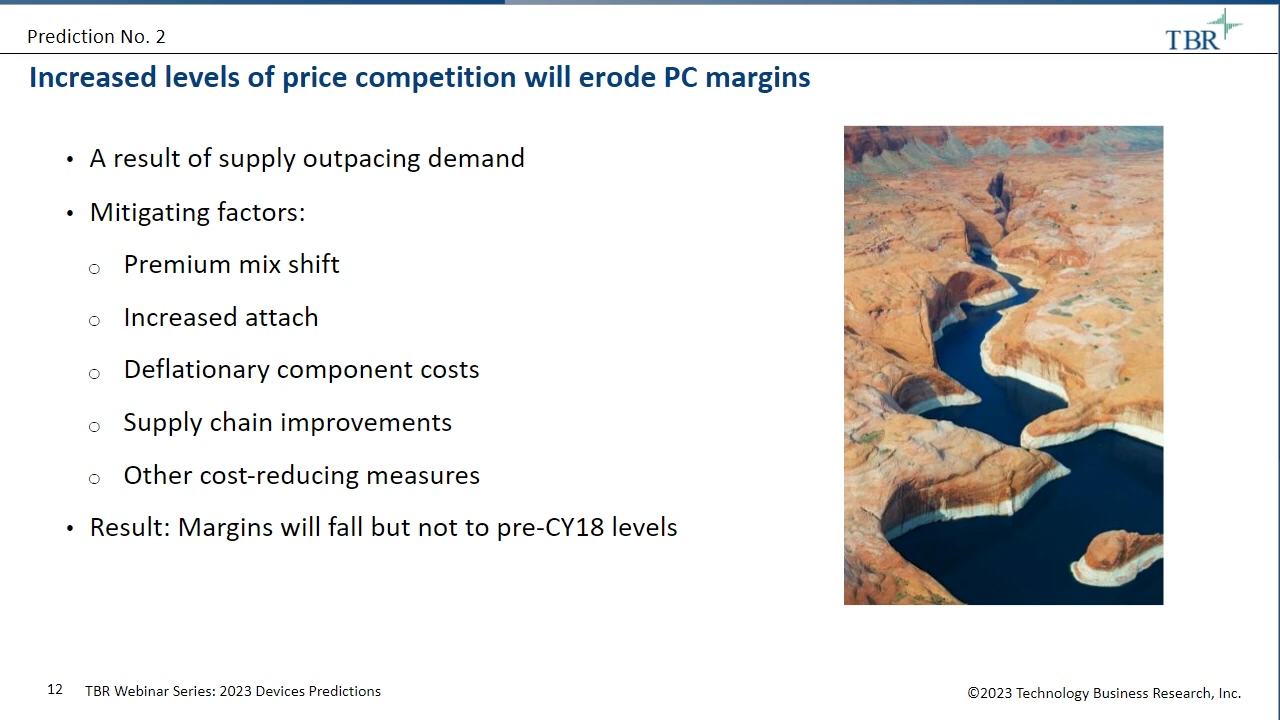 Prediction No. 2
TBR
Increased levels of price competition will erode PC margins
• A result of supply outpacing demand
• Mitigating factors:
o Premium mix shift
o Increased attach
o Deflationary component costs
o Supply chain improvements
o Other cost-reducing measures
• Result: Margins will fall but not to pre-CY18 levels
12 TBR Webinar Series: 2023 Devices Predictions
©2023 Technology Business Research, Inc.